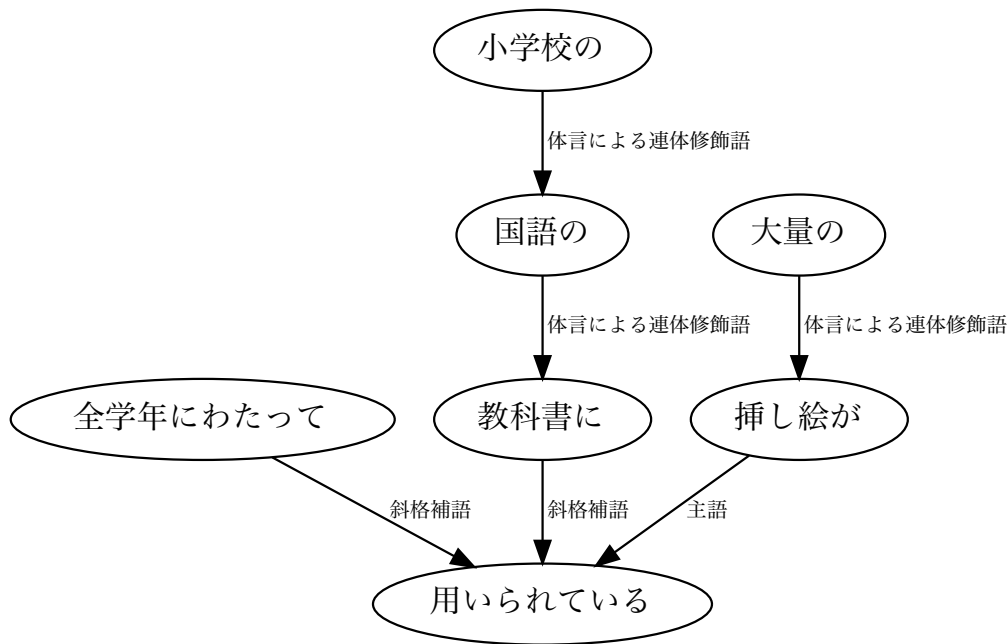 小学校の
体言による連体修飾語
国語の
大量の
体言による連体修飾語
体言による連体修飾語
全学年にわたって
教科書に
挿し絵が
斜格補語
斜格補語
主語
用いられている